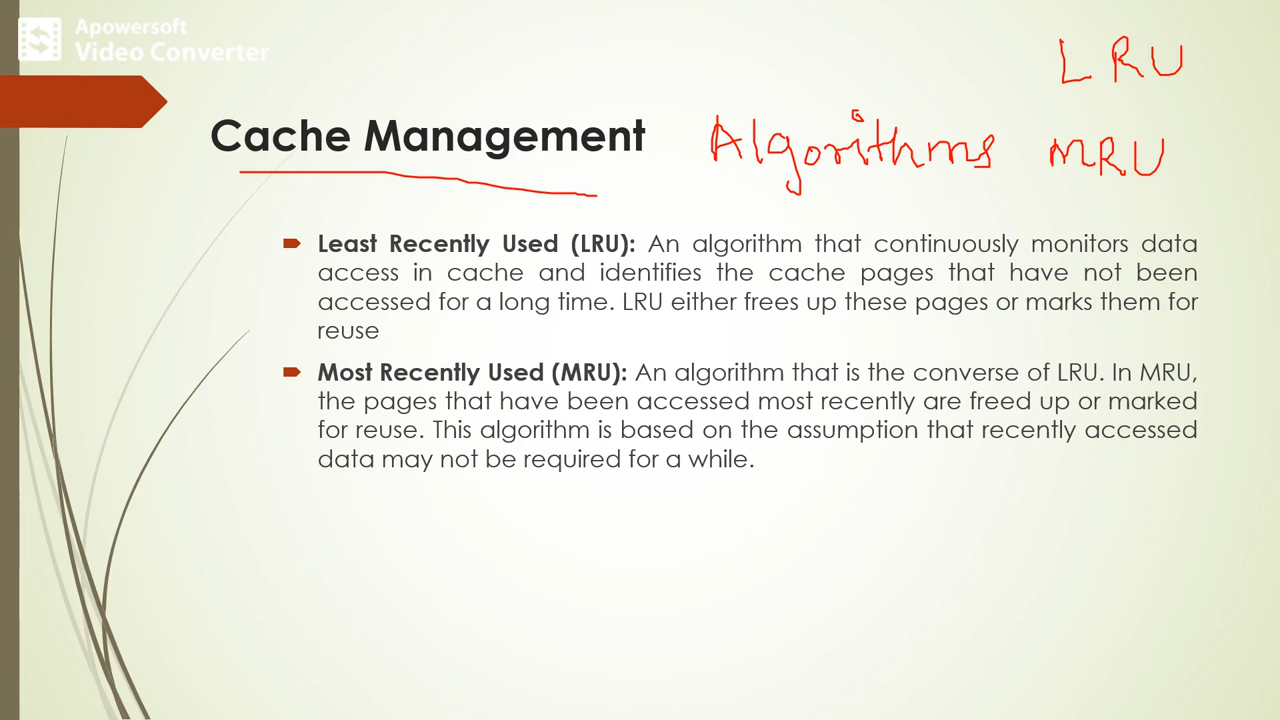 Apowersoft
Video Converter
LRU
Cache Management Algorithms MRU
Least Recently Used (LRU): An algorithm that continuously monitors data
access in cache and identifies the cache pages that have not been
accessed for a long time. LRU either frees up these pages or marks them for
reuse
Most Recently Used (MRU): An algorithm that is the converse of LRU. In MRU,
the pages that have been accessed most recently are freed up or marked
for reuse. This algorithm is based on the assumption that recently accessed
data may not be required for a while.